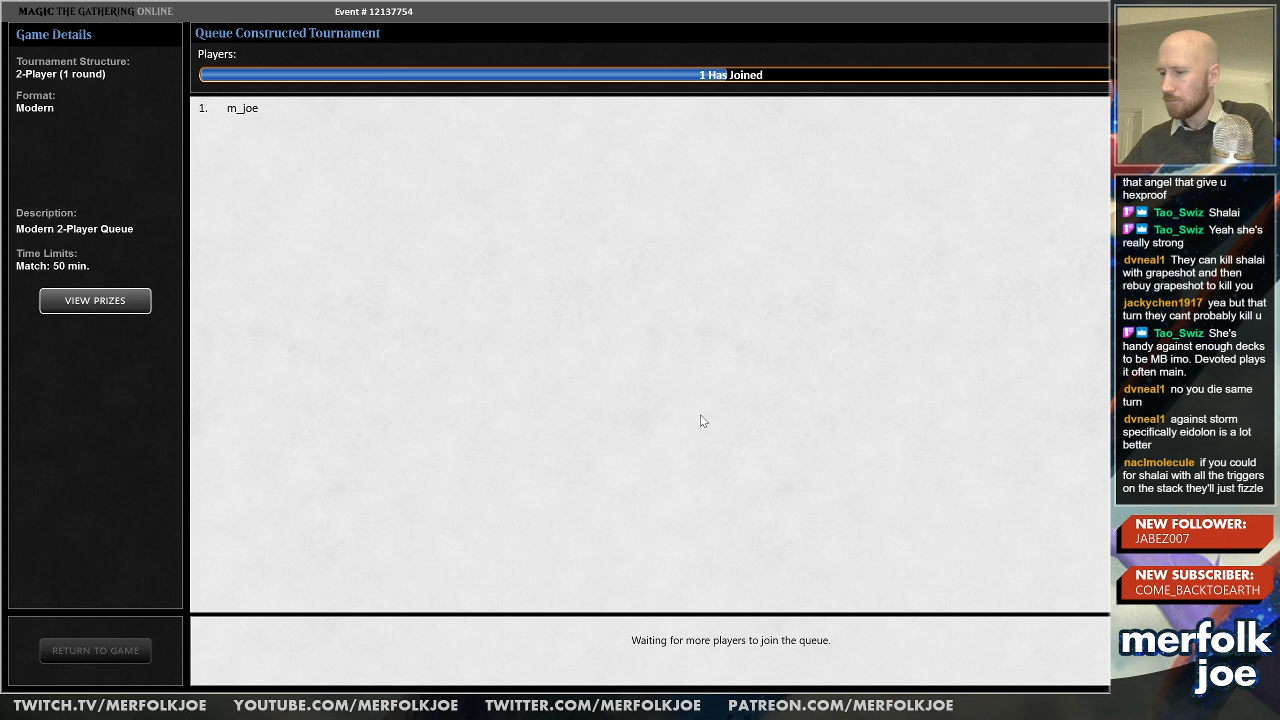 MAGIC THE GATHERING ONLINE
Event # 12137754
Game Details
Tournament Structure:
2-Player (1 round)
Format:
Modern
Description:
Modern 2-Player Queue
Time Limits:
Match: 50 min.
VIEW PRIZES
RETURN TO GAME
Queue Constructed Tournament
Players:
1 Has Joined
1. m_joe
Waiting for more players to join the queue.
that angel that give u
hexproof
Tao_Swiz Shalai
Tao_Swiz Yeah she's
really strong
dvneal1 They can kill shalai
with grapeshot and then
rebuy grapeshot to kill you
jackychen1917 yea but that
turn they cant probably kill u
Tao_Swiz She's
handy against enough decks
to be MB imo. Devoted plays
it often main.
dvneal1 no you die same
turn
dvneal1 against storm
specifically eidolon is a lot
better
naclmolecule if you could
for shalai with all the triggers
on the stack they'll just fizzle
NEW FOLLOWER:
JABEZ007
NEW SUBSCRIBER:
COME_BACKTOEARTH
merfolk
joe
TWITCH.TV/MERFOLKJOE YOUTUBE.COM/MERFOLKJOE TWITTER.COM/MERFOLKJOE PATREON.COM/MERFOLKJOE